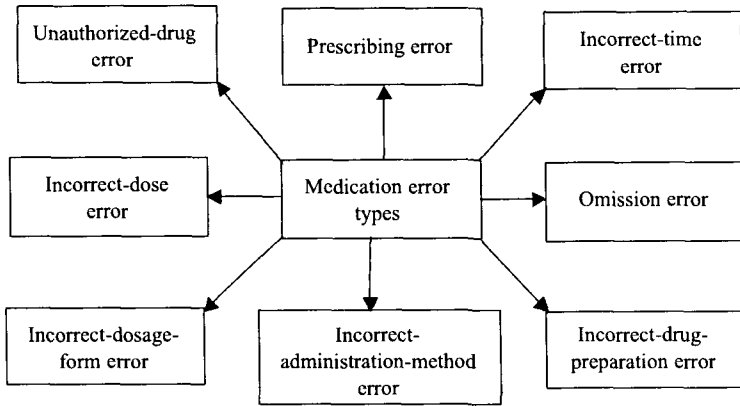 Unauthorized-drug
error
Prescribing error
Incorrect-time
error
Incorrect-dose
error
Medication error
types
Omission error
Incorrect-dosage-
form error
Incorrect-
administration-method
error
Incorrect-drug-
preparation error